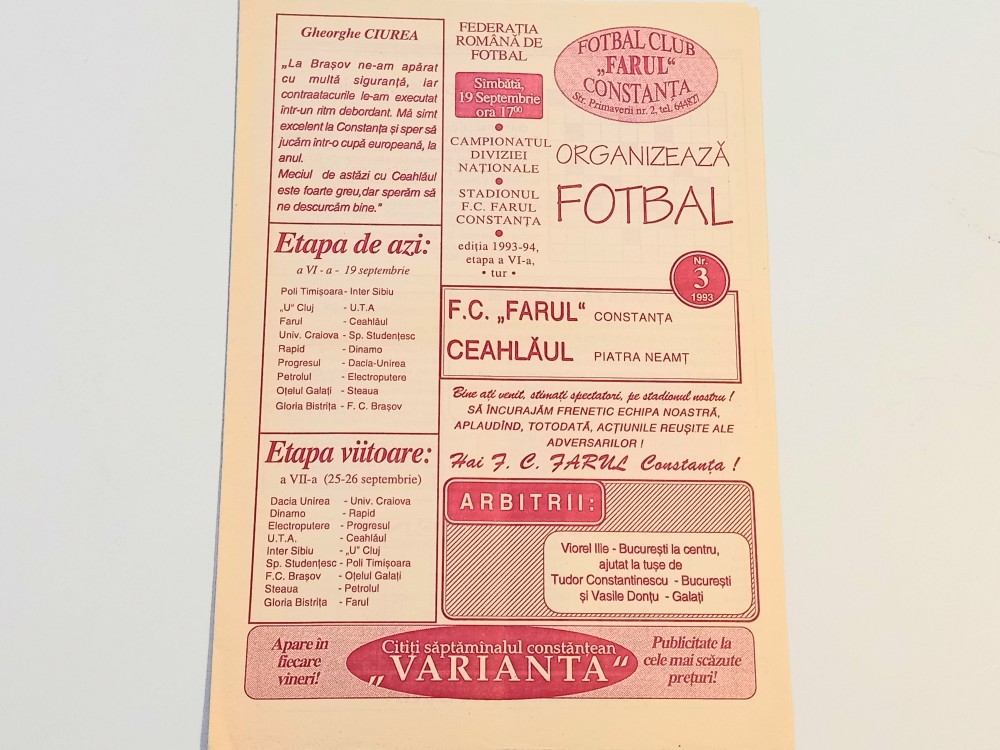 Gheorghe CIUREA
„La Brașov ne-am apărat
cu multă siguranță, iar
contraatacurile le-am executat
într-un ritm debordant. Mă simt
excelent la Constanța și sper să
jucăm într-o cupă europeană, la
anul.
Meciul de astăzi cu Ceahlăul
este foarte greu,dar sperăm să
ne descurcăm bine."
Etapa de azi:
a VI - a - 19 septembrie
Poli Timișoara - Inter Sibiu
„U" Cluj - U.T.A
Farul - Ceahlăul
Univ. Craiova - Sp. Studențesc
Rapid - Dinamo
Progresul - Dacia-Unirea
Petrolul - Electroputere
Oțelul Galați - Steaua
Gloria Bistrița - F. C. Brașov
Etapa viitoare:
a VII-a (25-26 septembrie)
Dacia Unirea - Univ. Craiova
Dinamo - Rapid
Electroputere - Progresul
U.T.A. - Ceahlăul
Inter Sibiu - „U" Cluj
Sp. Studențesc - Poli Timișoara
F.C. Brașov - Oțelul Galați
Steaua - Petrolul
Gloria Bistrița - Farul
FEDERAȚIA
ROMÂNĂ DE
FOTBAL
Sîmbătă,
19 Septembrie
ora 17⁰⁰
CAMPIONATUL
DIVIZIEI
NAȚIONALE
STADIONUL
F.C. FARUL
CONSTANȚA
ediția 1993-94,
etapa a VI-a,
• tur •
FOTBAL CLUB
„FARUL"
CONSTANȚA
Str. Primaverii nr. 2, tel. 644827
ORGANIZEAZĂ
FOTBAL
Nr.
3
1993
F.C. „FARUL" CONSTANȚA
CEAHLĂUL PIATRA NEAMȚ
Bine ați venit, stimați spectatori, pe stadionul nostru !
SĂ ÎNCURAJĂM FRENETIC ECHIPA NOASTRĂ,
APLAUDÎND, TOTODATĂ, ACȚIUNILE REUȘITE ALE
ADVERSARILOR !
Hai F. C. FARUL Constanța !
ARBITRII:
Viorel Ilie - București la centru,
ajutat la tușe de
Tudor Constantinescu - București
și Vasile Donțu - Galați
Apare în
fiecare
vineri!
Citiți săptămînalul constănțean
„VARIANTA"
Publicitate la
cele mai scăzute
prețuri!